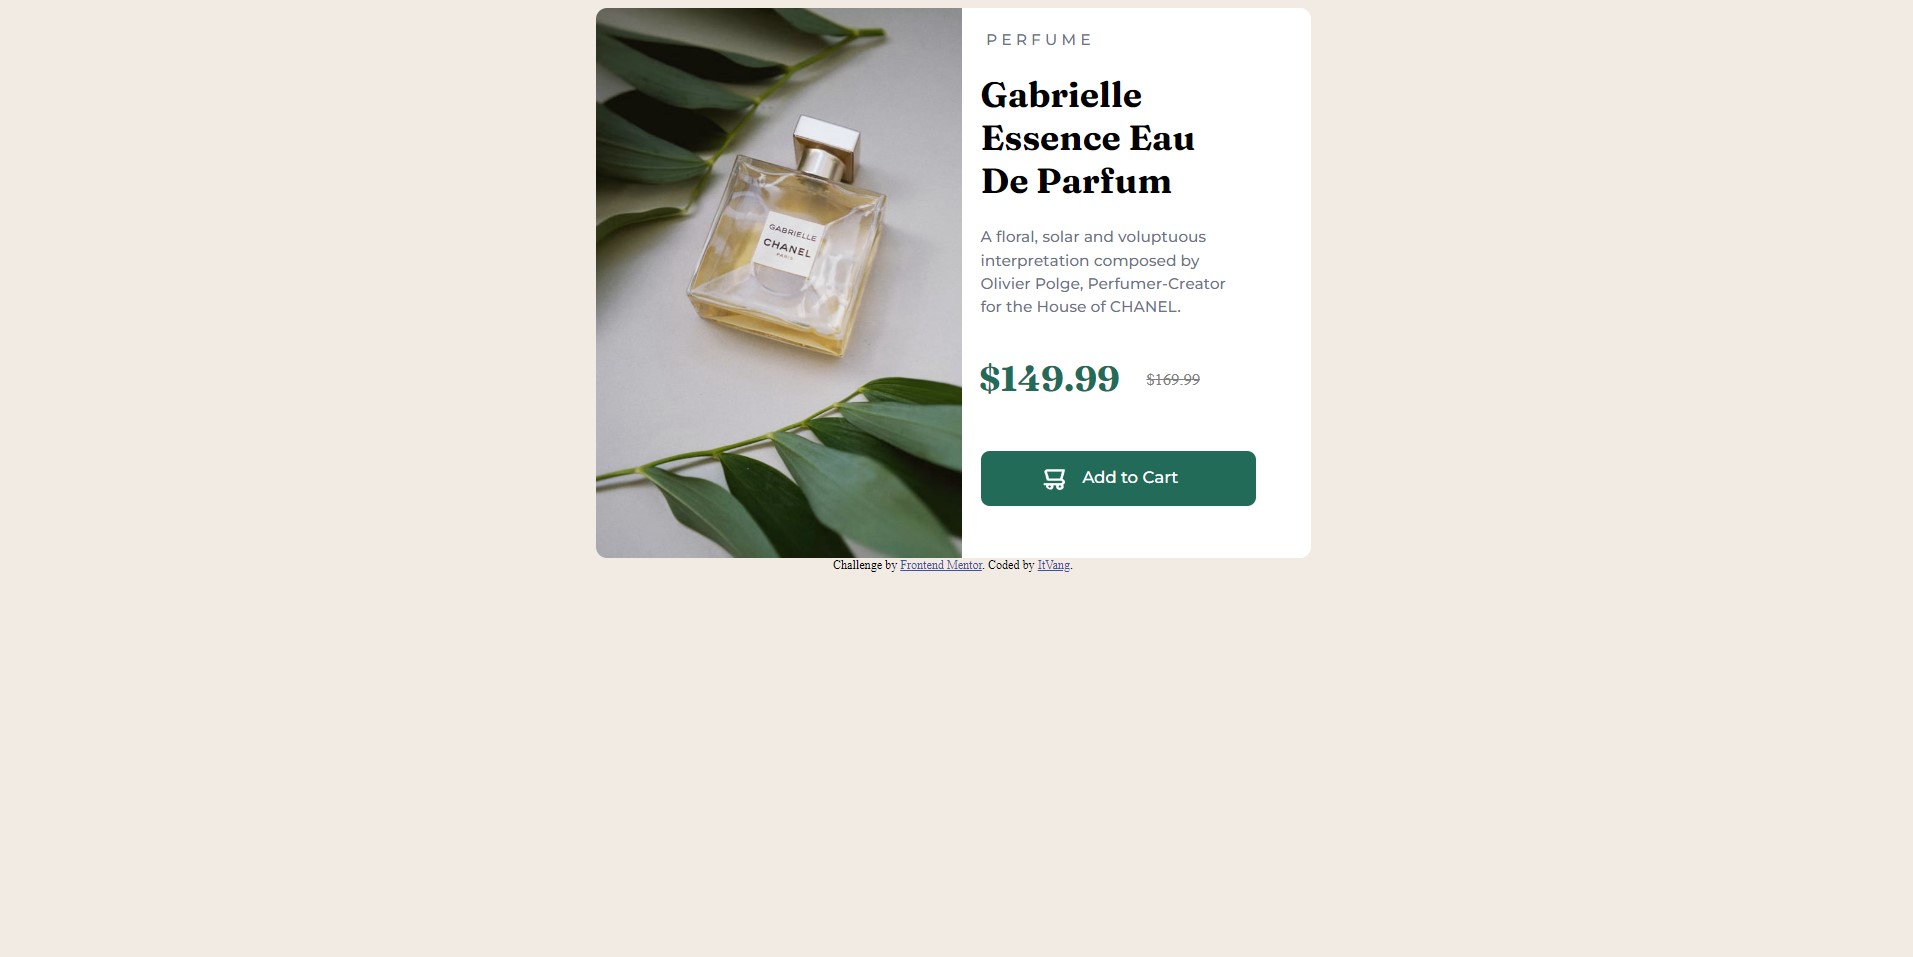 PERFUME
Gabrielle
Essence Eau
De Parfum
A floral, solar and voluptuous
interpretation composed by
Olivier Polge, Perfumer-Creator
for the House of CHANEL.
$149.99 $169.99
Add to Cart
GABRIELLE
CHANEL
PARIS
Challenge by Frontend Mentor. Coded by ItVang.